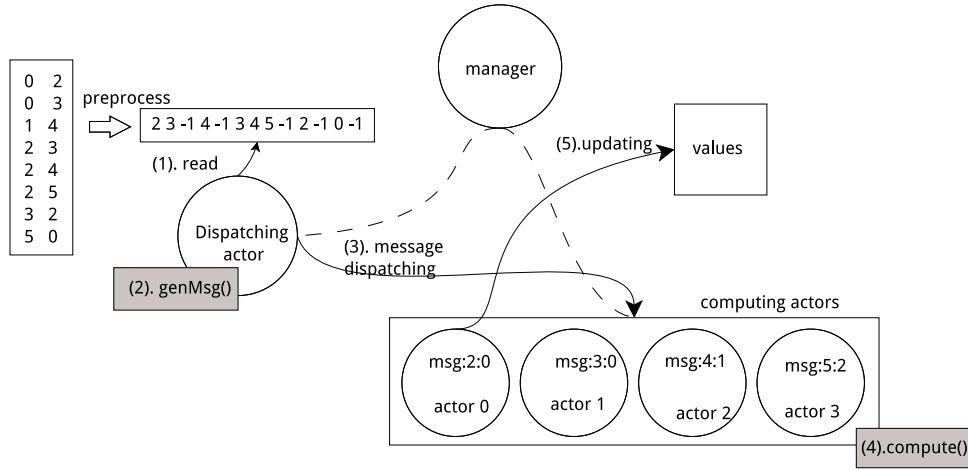 manager
0 2
0 3
1 4
2 3
2 4
2 5
3 2
5 0
preprocess
2 3 -1 4 -1 3 4 5 -1 2 -1 0 -1
(1). read
(5).updating
values
Dispatching
actor
(2). genMsg()
(3). message
dispatching
computing actors
msg:2:0
actor 0
msg:3:0
actor 1
msg:4:1
actor 2
msg:5:2
actor 3
(4).compute()